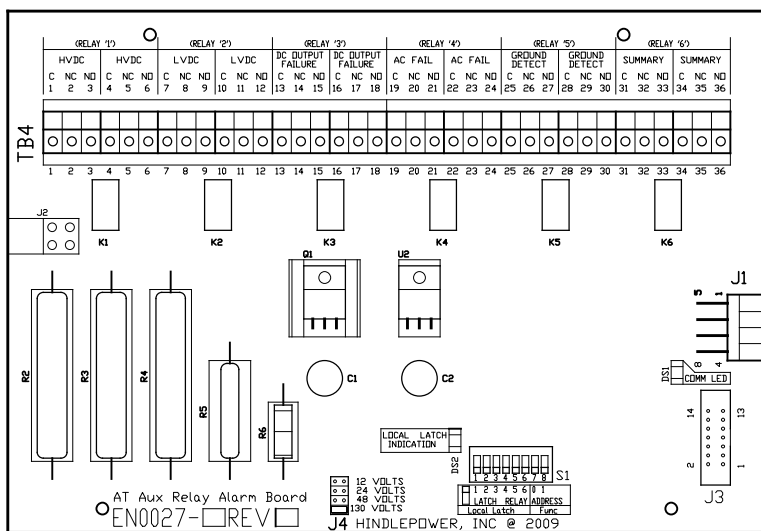 (RELAY '1') (RELAY '2') (RELAY '3') (RELAY '4') (RELAY '5') (RELAY '6')
HVDC HVDC LVDC LVDC DC OUTPUT FAILURE DC OUTPUT FAILURE AC FAIL AC FAIL GROUND DETECT GROUND DETECT SUMMARY SUMMARY
C NC NO C NC NO C NC NO C NC NO C NC NO C NC NO C NC NO C NC NO C NC NO C NC NO C NC NO C NC NO
1 2 3 4 5 6 7 8 9 10 11 12 13 14 15 16 17 18 19 20 21 22 23 24 25 26 27 28 29 30 31 32 33 34 35 36
TB4
1 2 3 4 5 6 7 8 9 10 11 12 13 14 15 16 17 18 19 20 21 22 23 24 25 26 27 28 29 30 31 32 33 34 35 36
J2
K1 K2 K3 K4 K5 K6
Q1 U2
J1
5 1
8 4
R2 R3 R4 R5 R6
C1 C2
DS1
COMM LED
14 13
2 1
J3
LOCAL LATCH
INDICATION
DS2
S1
1 2 3 4 5 6 7 8
1 2 3 4 5 6 0 1
LATCH RELAY ADDRESS
Local Latch Func
12 VOLTS
24 VOLTS
48 VOLTS
130 VOLTS
AT Aux Relay Alarm Board
EN0027- REV
J4 HINDLEPOWER, INC @ 2009